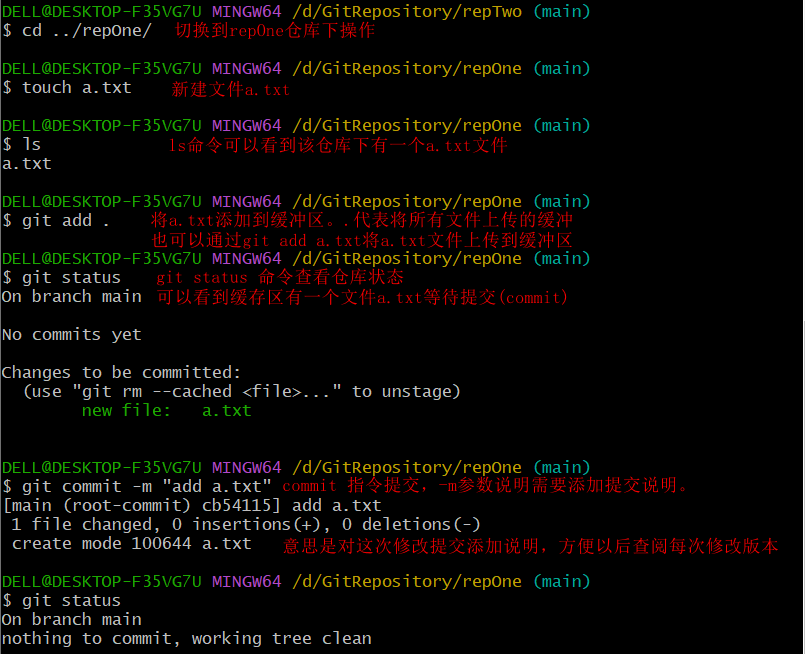 DELL@DESKTOP-F35VG7U MINGW64 /d/GitRepository/repTwo (main)
$ cd ../repOne/ 切换到repOne仓库下操作
DELL@DESKTOP-F35VG7U MINGW64 /d/GitRepository/repOne (main)
$ touch a.txt 新建文件a.txt
DELL@DESKTOP-F35VG7U MINGW64 /d/GitRepository/repOne (main)
$ ls ls命令可以看到该仓库下有一个a.txt文件
a.txt
DELL@DESKTOP-F35VG7U MINGW64 /d/GitRepository/repOne (main)
$ git add . 将a.txt添加到缓冲区。.代表将所有文件上传的缓冲
也可以通过git add a.txt将a.txt文件上传到缓冲区
DELL@DESKTOP-F35VG7U MINGW64 /d/GitRepository/repOne (main)
$ git status git status 命令查看仓库状态
On branch main 可以看到缓存区有一个文件a.txt等待提交(commit)
No commits yet
Changes to be committed:
(use "git rm --cached <file>..." to unstage)
new file: a.txt
DELL@DESKTOP-F35VG7U MINGW64 /d/GitRepository/repOne (main)
$ git commit -m "add a.txt" commit 指令提交，-m参数说明需要添加提交说明。
[main (root-commit) cb54115] add a.txt
1 file changed, 0 insertions(+), 0 deletions(-)
create mode 100644 a.txt 意思是对这次修改提交添加说明，方便以后查阅每次修改版本
DELL@DESKTOP-F35VG7U MINGW64 /d/GitRepository/repOne (main)
$ git status
On branch main
nothing to commit, working tree clean